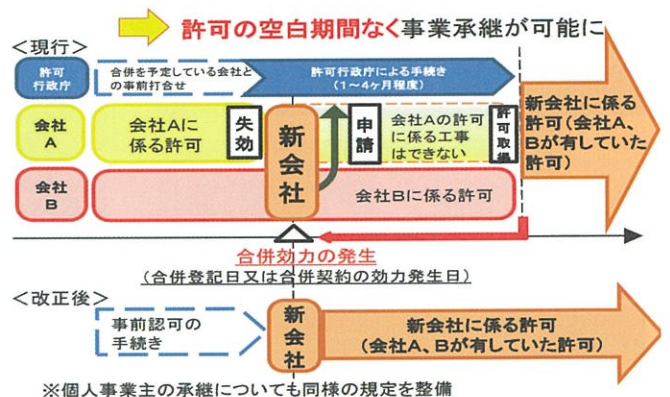 許可の空白期間なく事業承継が可能に
<現行>
許可
行政庁
合併を予定している会社と
の事前打合せ
許可行政庁による手続き
(1~4ヶ月程度)
会社
A
会社Aに
係る許可
失効
新会社
申請
会社Aの許可
に係る工事
はできない
許可取得
新会社に係る
許可(会社A、
Bが有していた
許可)
会社
B
会社Bに係る許可
合併効力の発生
(合併登記日又は合併契約の効力発生日)
<改正後>
事前認可の
手続き
新会社
新会社に係る許可
(会社A、Bが有していた許可)
※個人事業主の承継についても同様の規定を整備